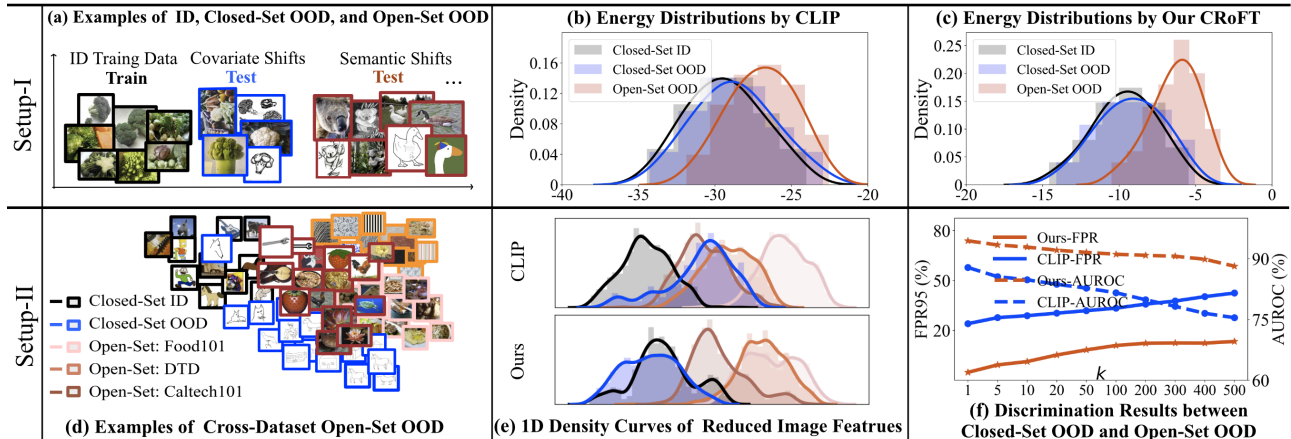 (a) Examples of ID, Closed-Set OOD, and Open-Set OOD
Setup-I
ID Traing Data
Train
Covariate Shifts
Test
Semantic Shifts
Test
...
(b) Energy Distributions by CLIP
Density
0.16
0.12
0.08
0.04
0
Closed-Set ID
Closed-Set OOD
Open-Set OOD
-40
-35
-30
-25
-20
(c) Energy Distributions by Our CRoFT
Density
0.25
0.20
0.15
0.10
0.05
0
Closed-Set ID
Closed-Set OOD
Open-Set OOD
-15
-10
-5
0
Setup-II
Closed-Set ID
Closed-Set OOD
Open-Set: Food101
Open-Set: DTD
Open-Set: Caltech101
(d) Examples of Cross-Dataset Open-Set OOD
CLIP
Ours
(e) 1D Density Curves of Reduced Image Featrues
FPR95 (%)
80
50
20
Ours-FPR
CLIP-FPR
Ours-AUROC
CLIP-AUROC
AUROC (%)
90
75
60
k
1 5 10 20 50 100 200 300 400 500
(f) Discrimination Results between
Closed-Set OOD and Open-Set OOD